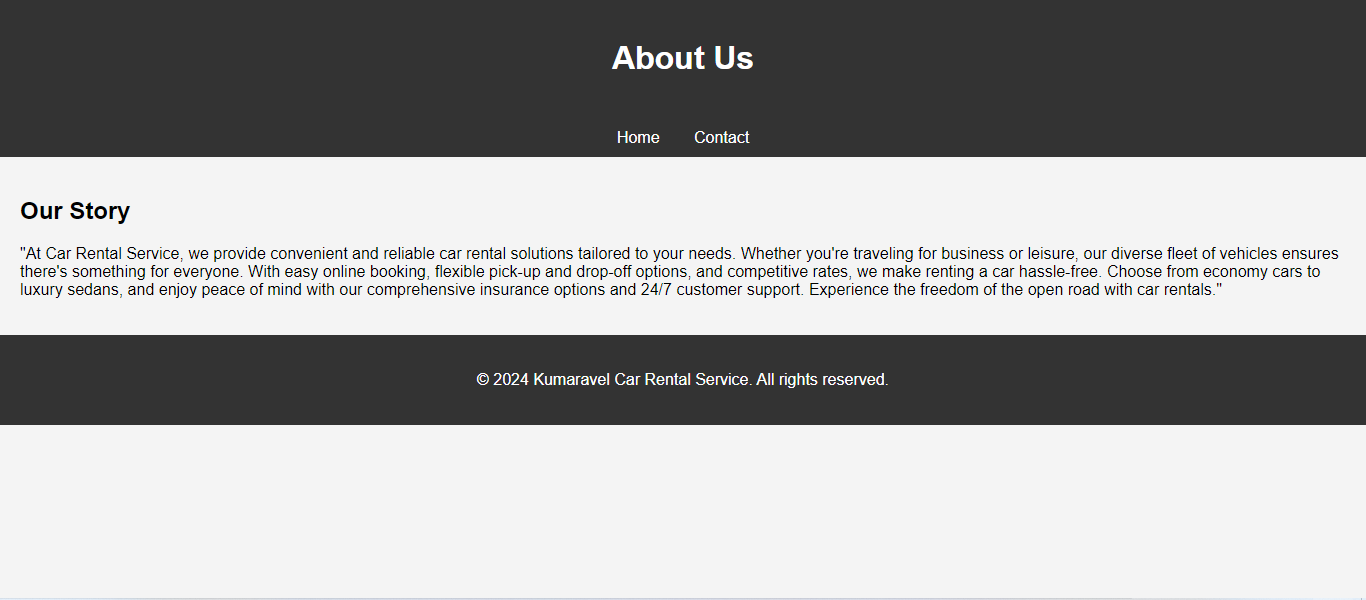 About Us
Home Contact
Our Story
"At Car Rental Service, we provide convenient and reliable car rental solutions tailored to your needs. Whether you're traveling for business or leisure, our diverse fleet of vehicles ensures
there's something for everyone. With easy online booking, flexible pick-up and drop-off options, and competitive rates, we make renting a car hassle-free. Choose from economy cars to
luxury sedans, and enjoy peace of mind with our comprehensive insurance options and 24/7 customer support. Experience the freedom of the open road with car rentals."
© 2024 Kumaravel Car Rental Service. All rights reserved.